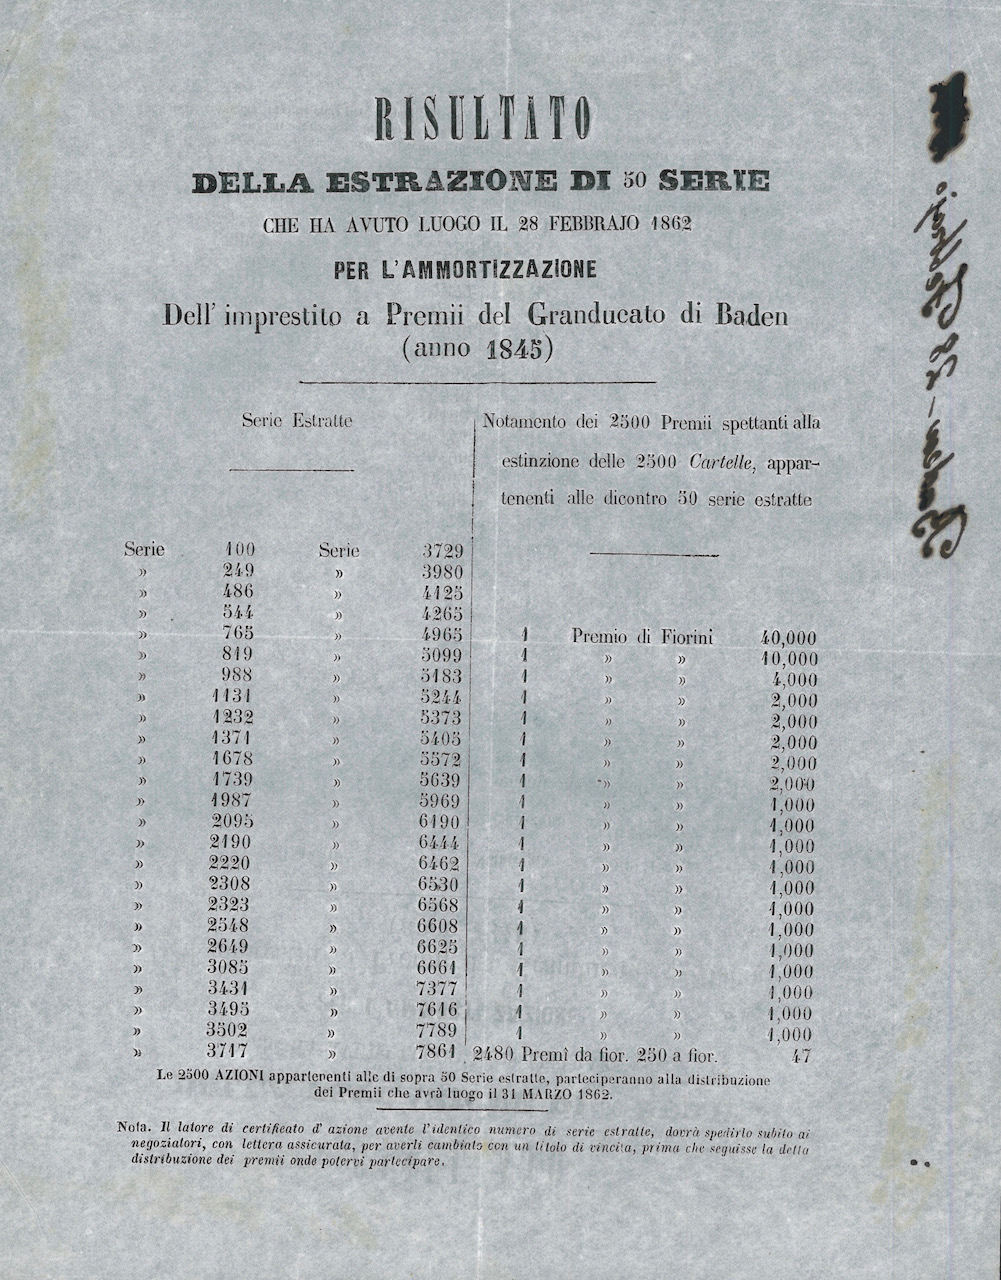 RISULTATO
DELLA ESTRAZIONE DI 50 SERIE
CHE HA AVUTO LUOGO IL 28 FEBBRAJO 1862
PER L'AMMORTIZZAZIONE
Dell' imprestito a Premii del Granducato di Baden
(anno 1845)
Serie Estratte
Serie 100 Serie 3729
» 249 » 3980
» 486 » 4125
» 544 » 4265
» 765 » 4965
» 819 » 5099
» 988 » 5183
» 1131 » 5244
» 1232 » 5373
» 1371 » 5405
» 1678 » 5572
» 1739 » 5639
» 1987 » 5969
» 2095 » 6190
» 2190 » 6444
» 2220 » 6462
» 2308 » 6530
» 2323 » 6568
» 2548 » 6608
» 2649 » 6625
» 3085 » 6661
» 3431 » 7377
» 3495 » 7616
» 3502 » 7789
» 3717 » 7861
Notamento dei 2500 Premii spettanti alla
estinzione delle 2500 Cartelle, appar-
tenenti alle dicontro 50 serie estratte
1 Premio di Fiorini 40,000
1 » » 10,000
1 » » 4,000
1 » » 2,000
1 » » 2,000
1 » » 2,000
1 » » 2,000
1 » » 2,000
1 » » 1,000
1 » » 1,000
1 » » 1,000
1 » » 1,000
1 » » 1,000
1 » » 1,000
1 » » 1,000
1 » » 1,000
1 » » 1,000
1 » » 1,000
1 » » 1,000
1 » » 1,000
2480 Premî da fior. 250 a fior. 47
Le 2500 AZIONI appartenenti alle di sopra 50 Serie estratte, parteciperanno alla distribuzione
dei Premii che avrà luogo il 31 MARZO 1862.
Nota. Il latore di certificato d' azione avente l'identico numero di serie estratte, dovrà spedirlo subito ai
negoziatori, con lettera assicurata, per averli cambiato con un titolo di vincita, prima che seguisse la detta
distribuzione dei premii onde potervi partecipare.